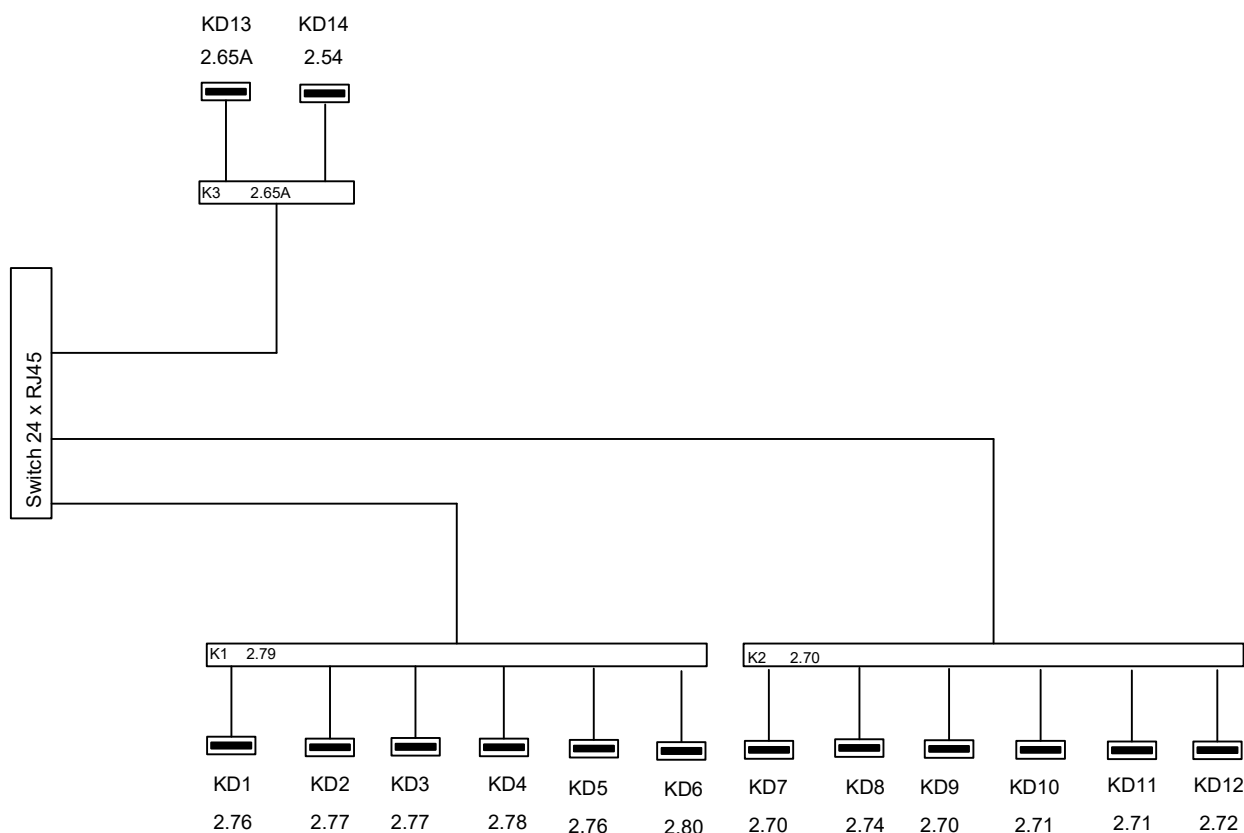 KD13 KD14
2.65A 2.54
K3 2.65A
Switch 24 x RJ45
K1 2.79
K2 2.70
KD1 KD2 KD3 KD4 KD5 KD6 KD7 KD8 KD9 KD10 KD11 KD12
2.76 2.77 2.77 2.78 2.76 2.80 2.70 2.74 2.70 2.71 2.71 2.72